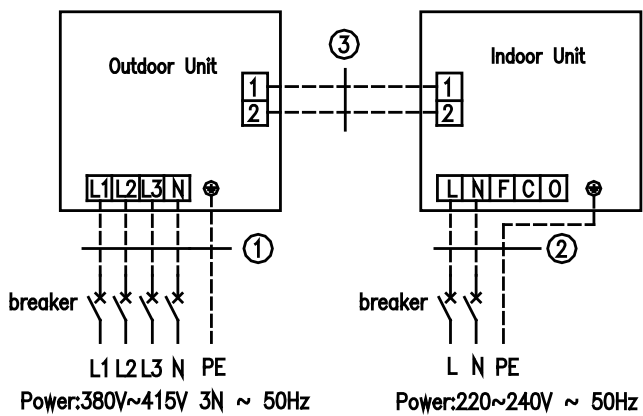 ③
Outdoor Unit
Indoor Unit
1 1
2 2
L1 L2 L3 N
L N F C O
① ②
breaker breaker
L1 L2 L3 N PE
L N PE
Power:380V~415V 3N ~ 50Hz
Power:220~240V ~ 50Hz